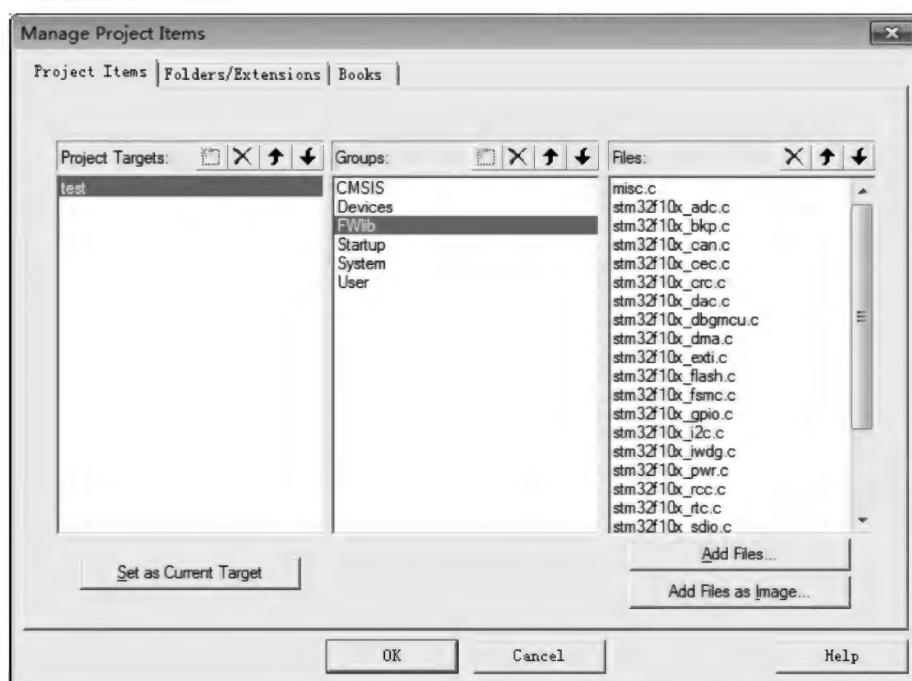 Manage Project Items
Project Items Folders/Extensions Books
Project Targets:
test
Set as Current Target
Groups:
CMSIS
Devices
FWlib
Startup
System
User
Files:
misc.c
stm32f10x_adc.c
stm32f10x_bkp.c
stm32f10x_can.c
stm32f10x_cec.c
stm32f10x_crc.c
stm32f10x_dac.c
stm32f10x_dbgmcu.c
stm32f10x_dma.c
stm32f10x_exti.c
stm32f10x_flash.c
stm32f10x_fsmc.c
stm32f10x_gpio.c
stm32f10x_i2c.c
stm32f10x_iwdg.c
stm32f10x_pwr.c
stm32f10x_rcc.c
stm32f10x_rtc.c
stm32f10x_sdio.c
Add Files...
Add Files as Image...
OK Cancel Help